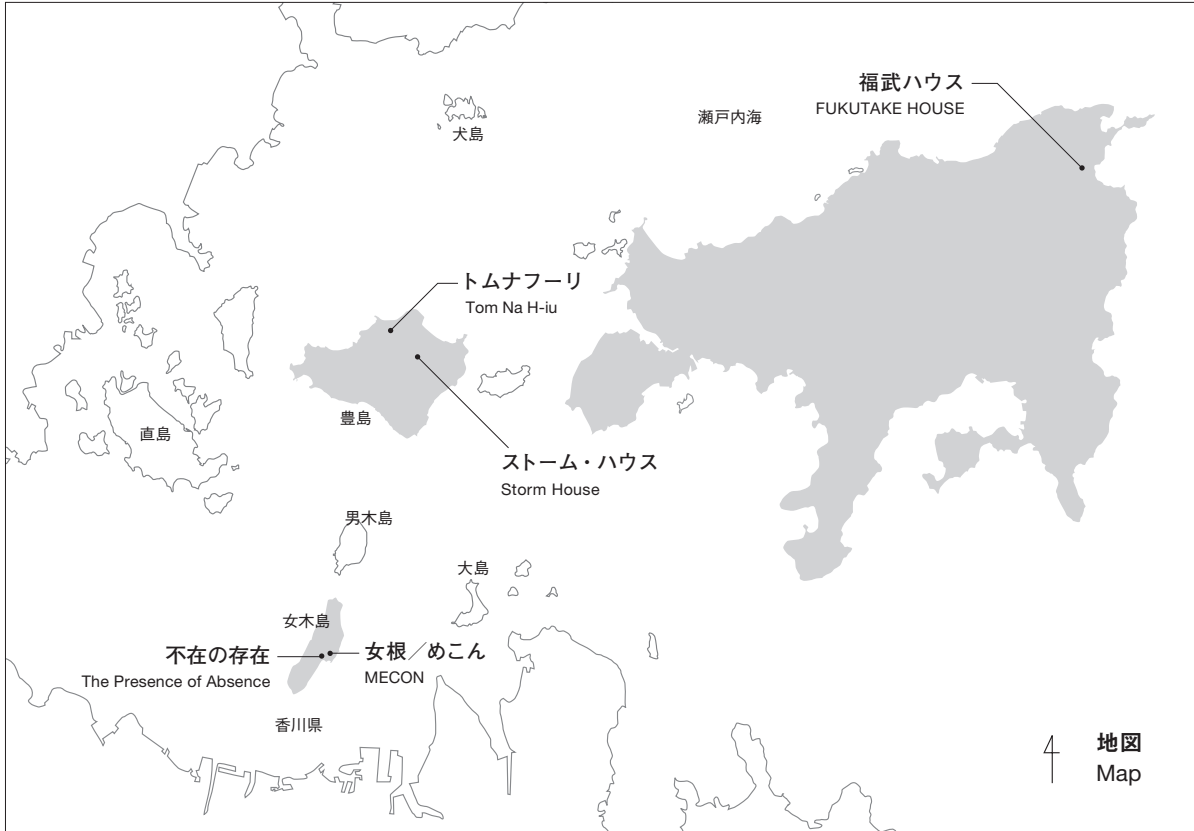 福武ハウス
FUKUTAKE HOUSE
瀬戸内海
犬島
トムナフーリ
Tom Na H-iu
豊島
直島
ストーム・ハウス
Storm House
男木島
大島
女木島
不在の存在
The Presence of Absence
女根／めこん
MECON
香川県
地図
Map